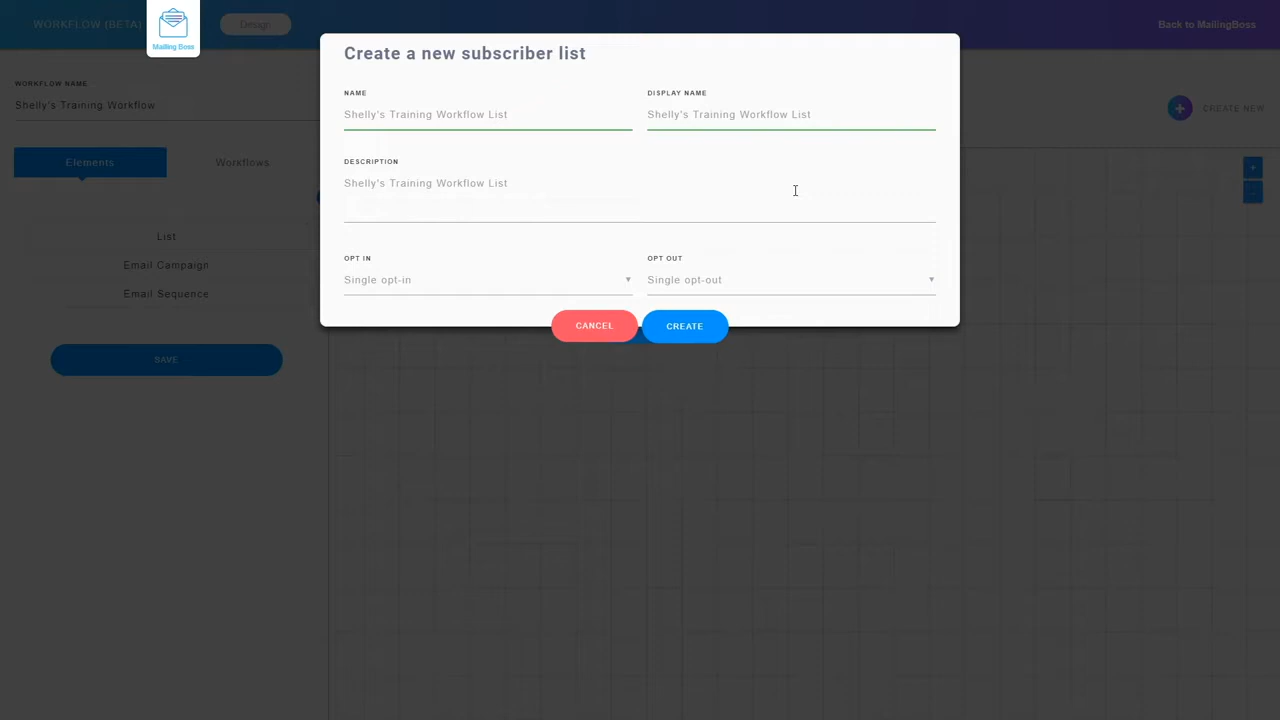 WORKFLOW (BETA)
Mailing Boss
Design
Back to MailingBoss
WORKFLOW NAME
Shelly's Training Workflow
CREATE NEW
+
Elements
Workflows
List
Email Campaign
Email Sequence
SAVE
Create a new subscriber list
NAME
DISPLAY NAME
Shelly's Training Workflow List
Shelly's Training Workflow List
DESCRIPTION
Shelly's Training Workflow List
OPT IN
OPT OUT
Single opt-in
Single opt-out
CANCEL
CREATE